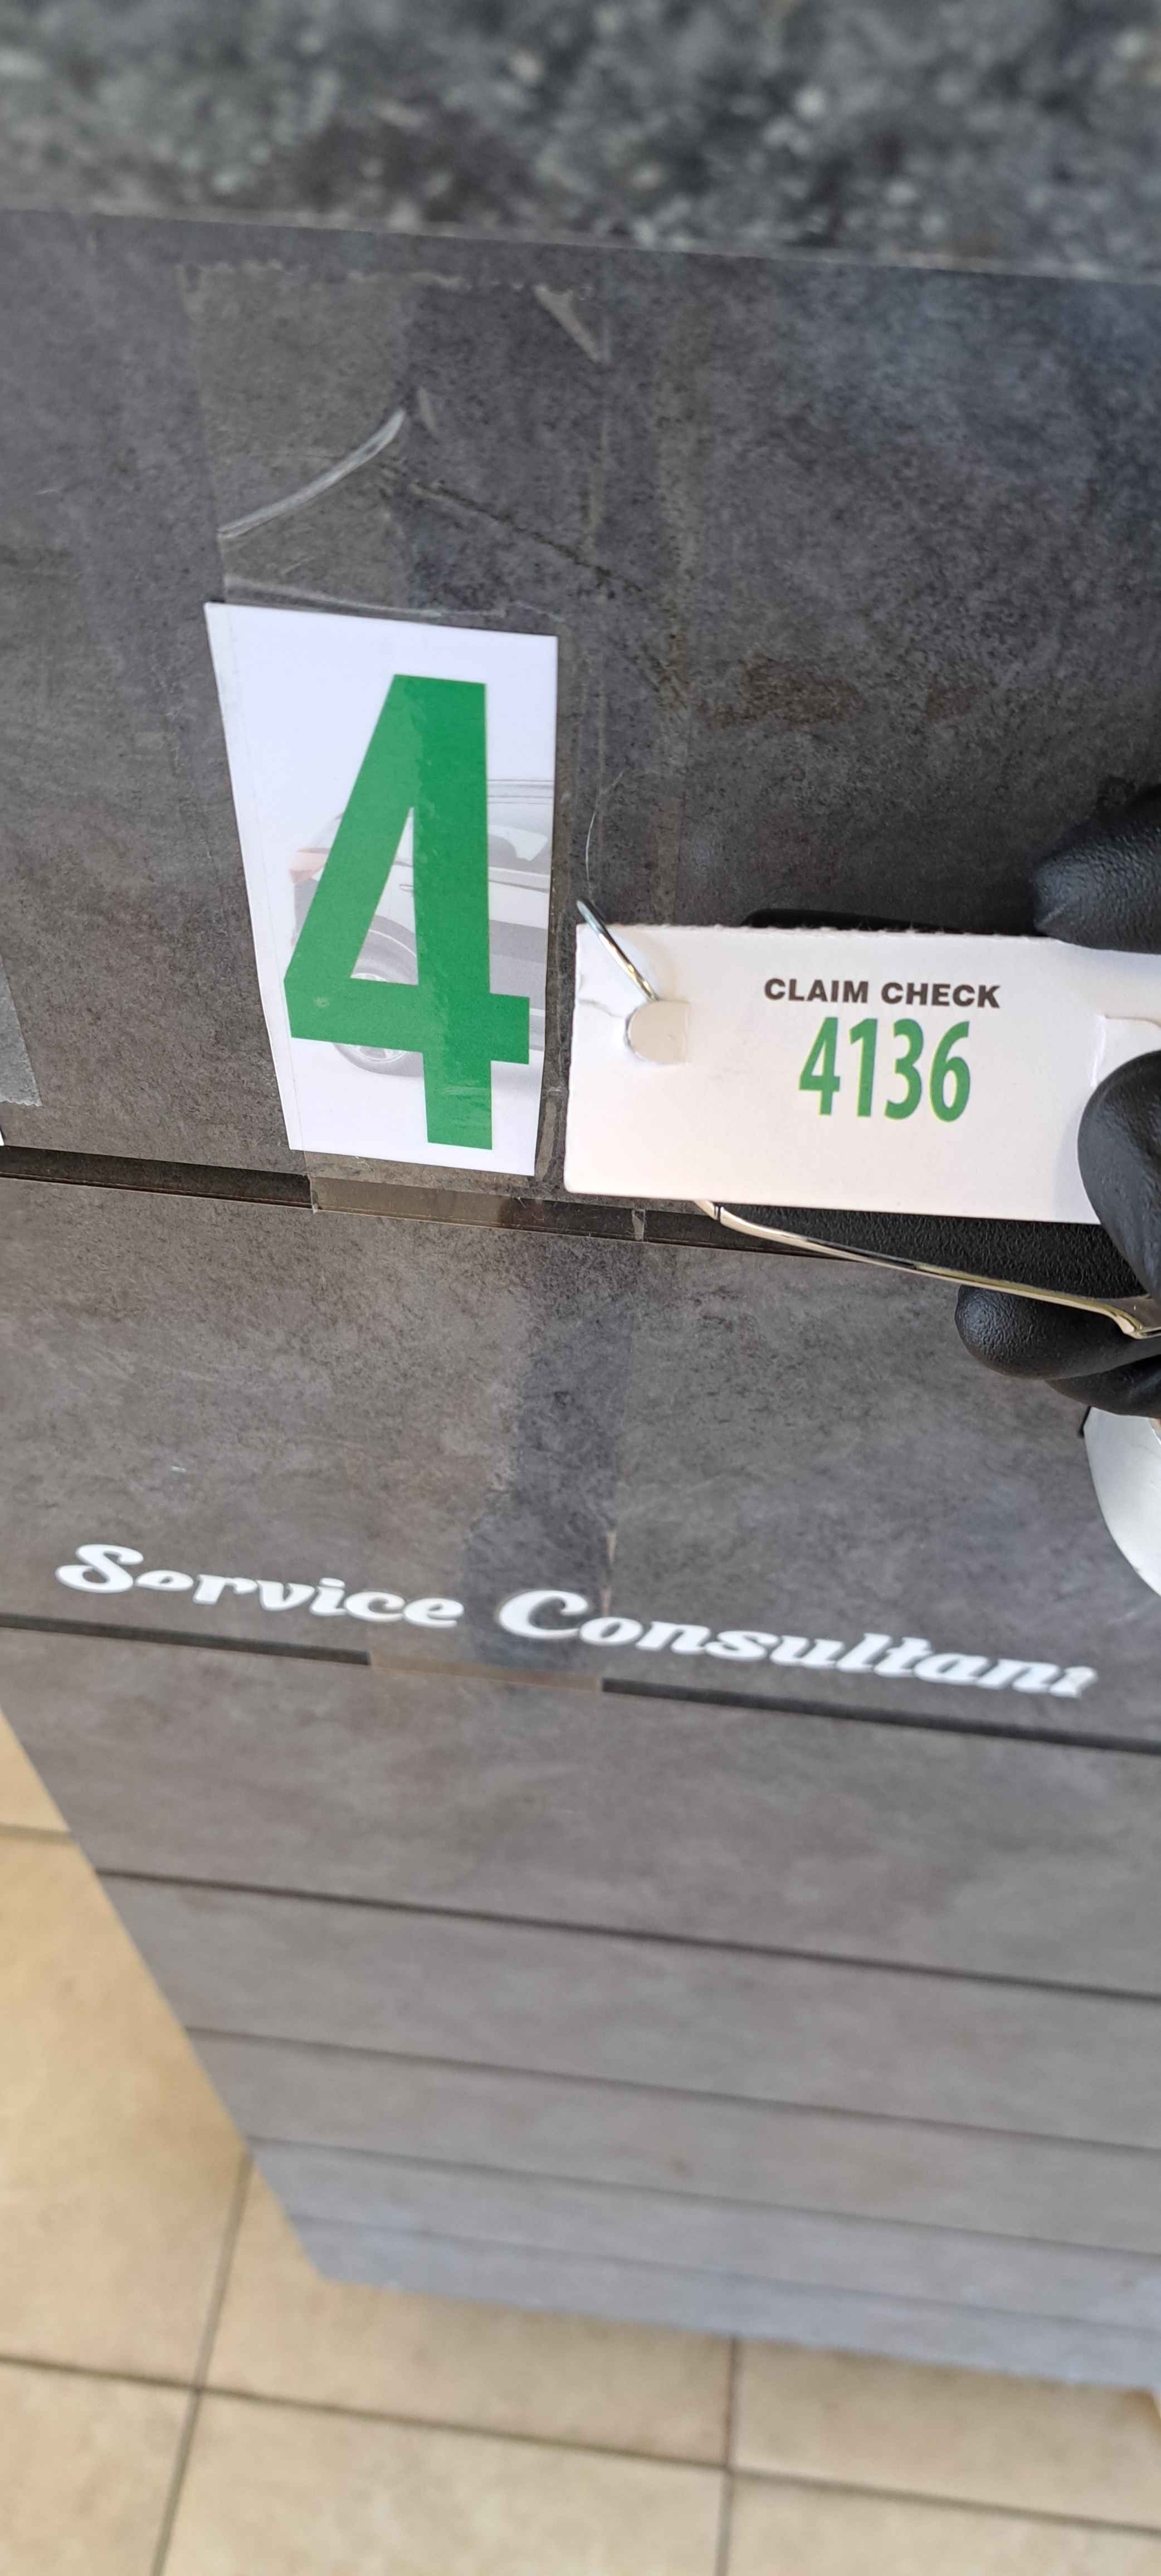 4
CLAIM CHECK
4136
Service Consultant